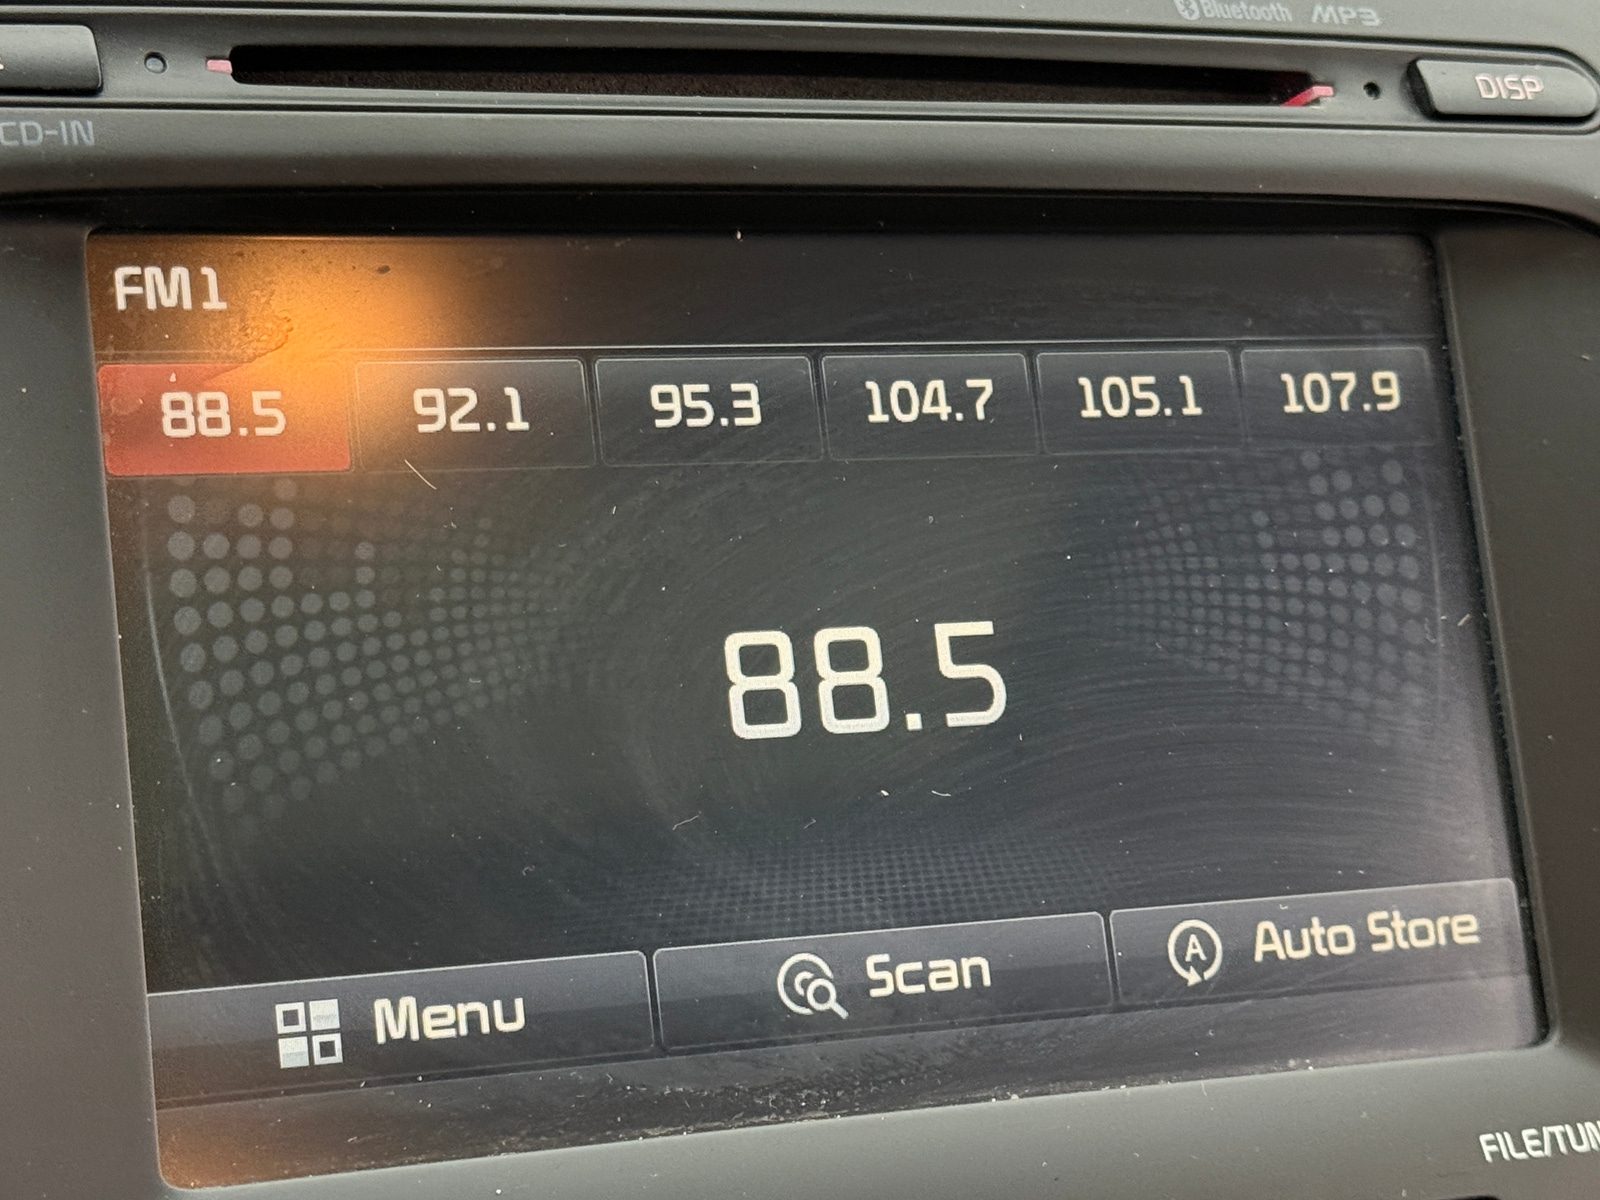 Bluetooth MP3
DISP
CD-IN
FM1
88.5 92.1 95.3 104.7 105.1 107.9
88.5
Menu Scan Auto Store
FILE/TUN